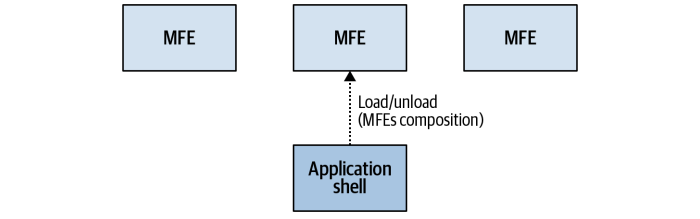 MFE
MFE
MFE
Load/unload
(MFEs composition)
Application
shell